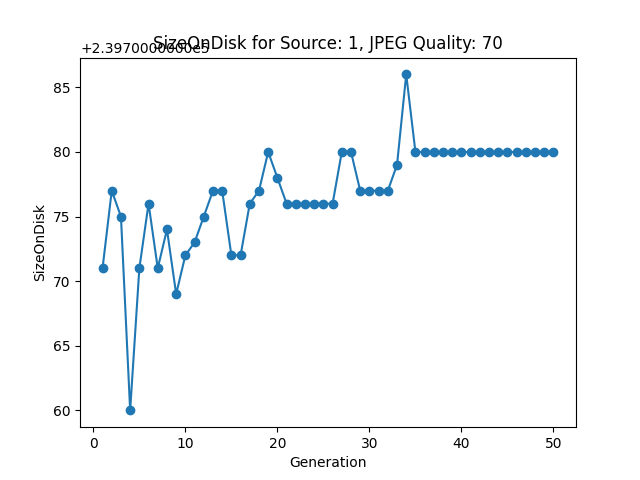 SizeOnDisk for Source: 1, JPEG Quality: 70
+2.3970000000e5
85
80
75
70
65
60
SizeOnDisk
0 10 20 30 40 50
Generation